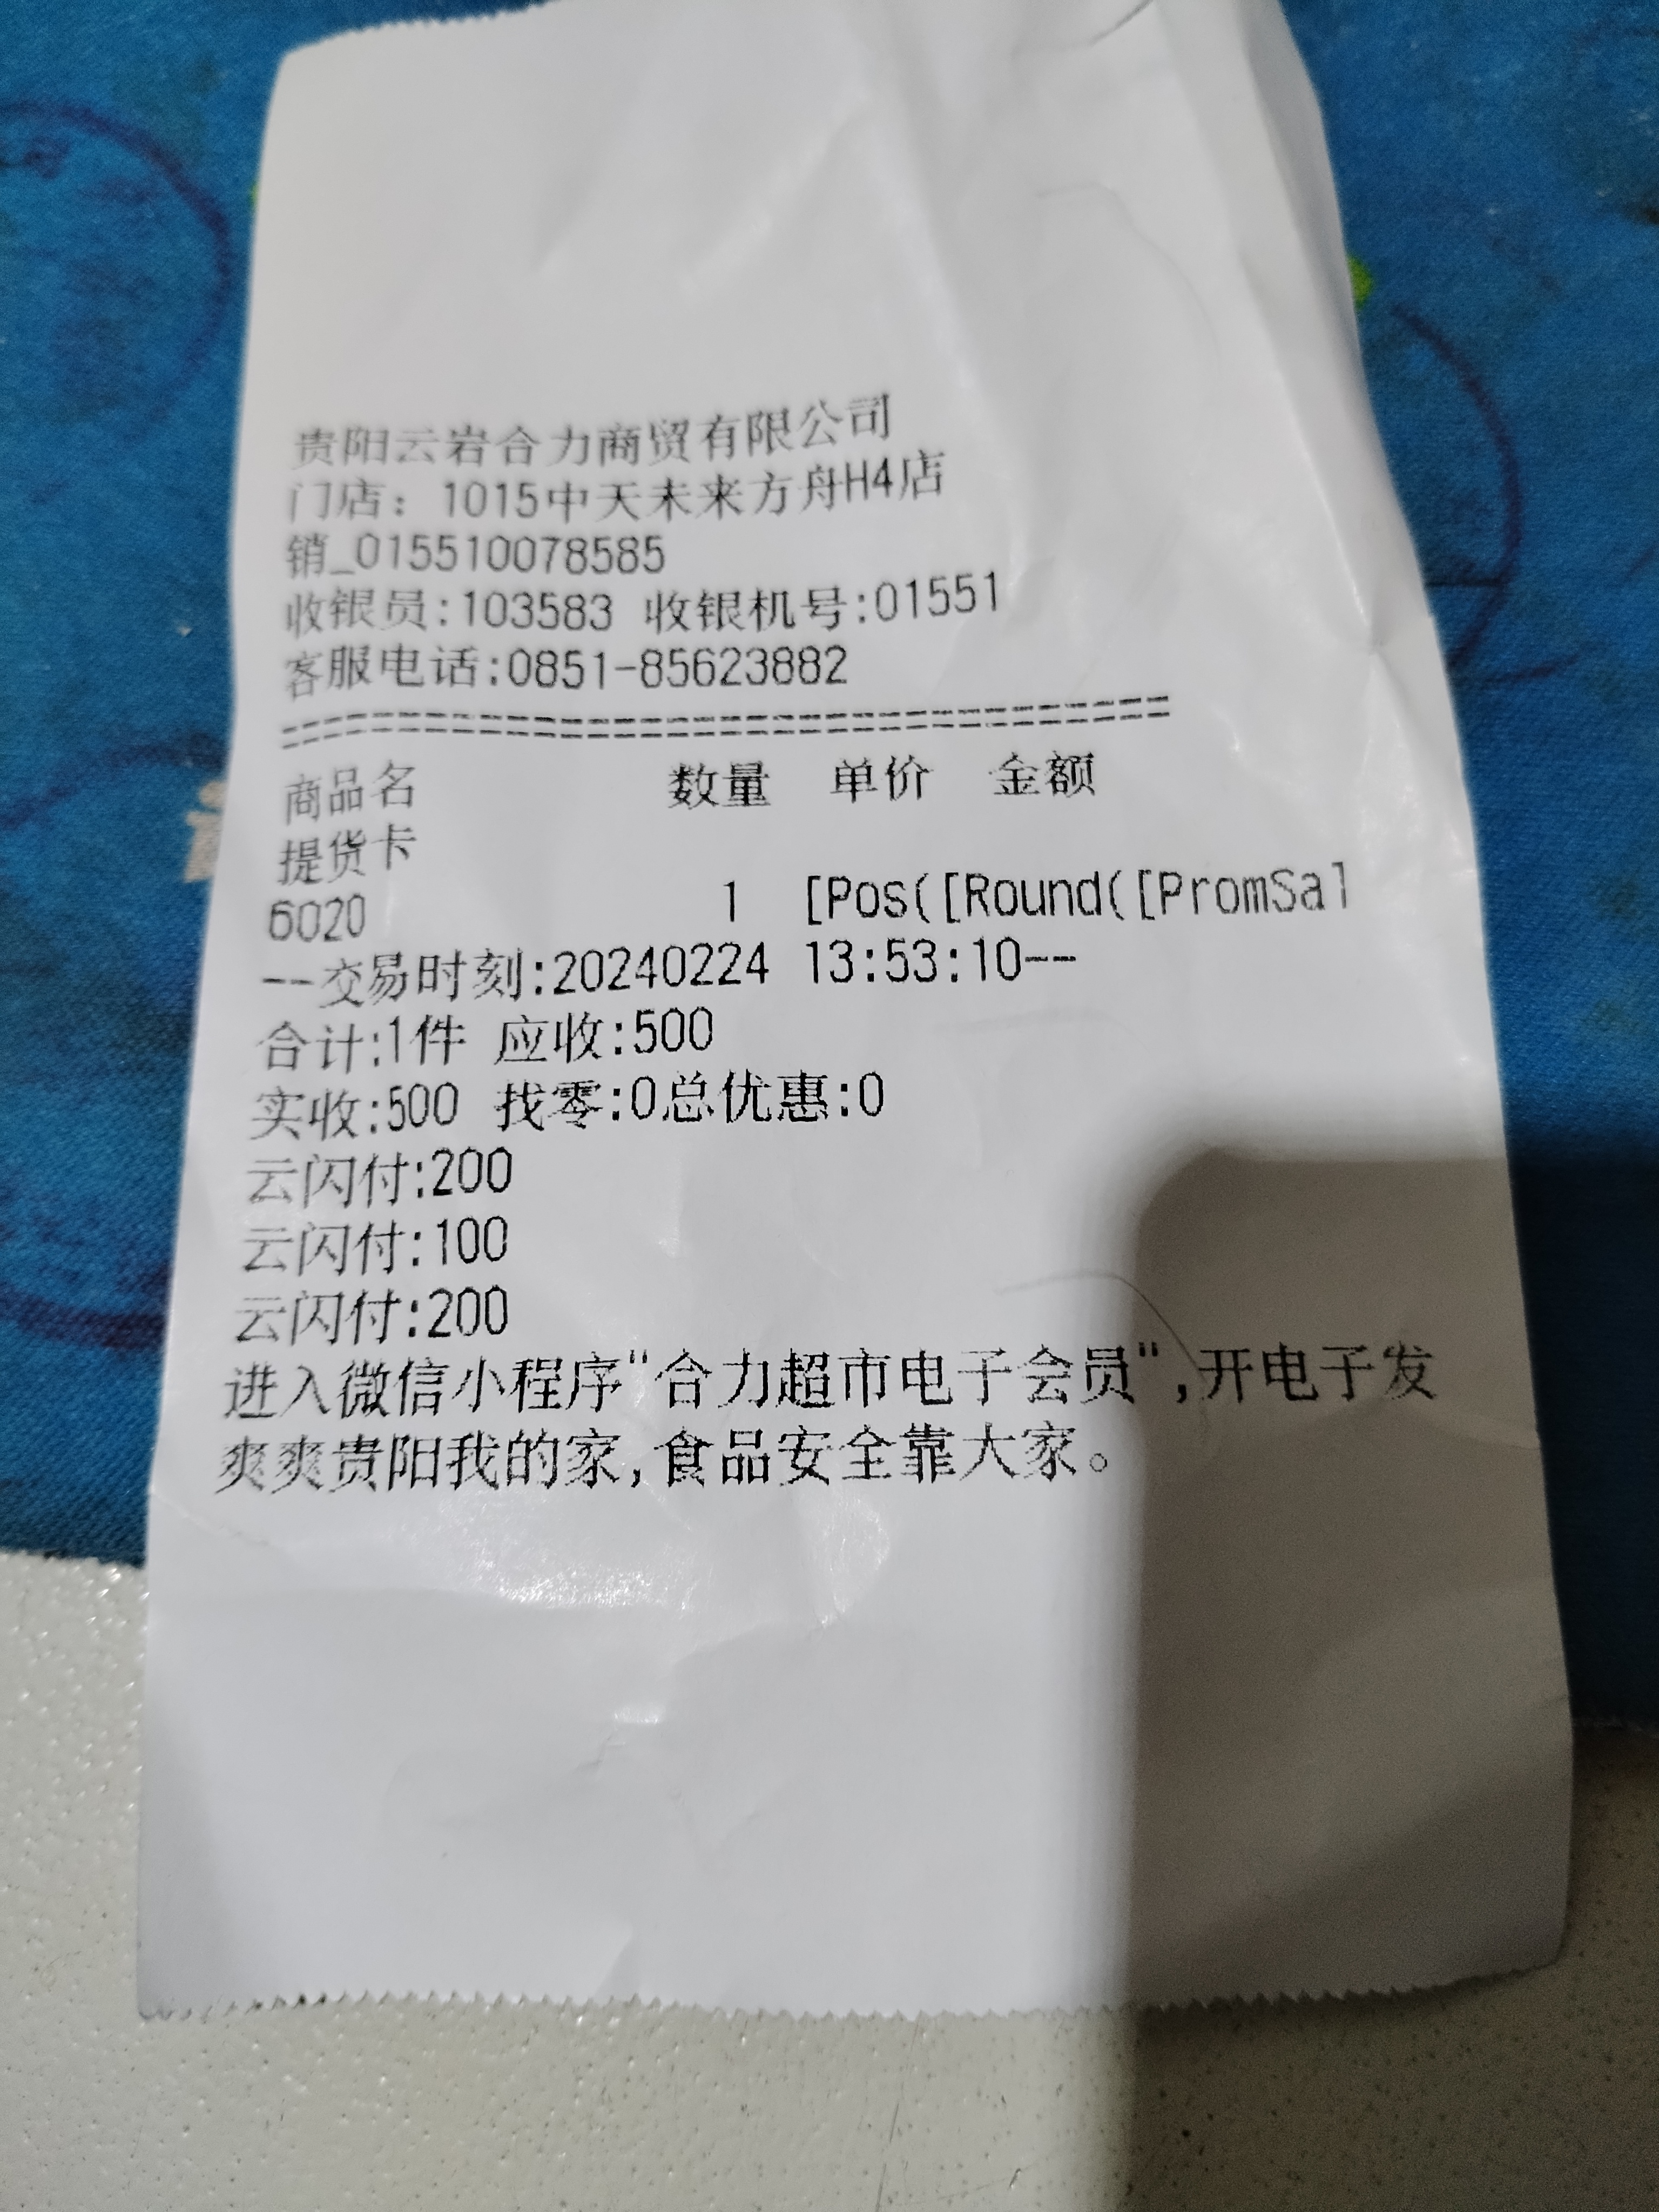 贵阳云岩合力商贸有限公司
门店：1015中天未来方舟H4店
销_015510078585
收银员:103583 收银机号:01551
客服电话:0851-85623882
================================
商品名 数量 单价 金额
提货卡
6020 1 [Pos([Round([PromSal
--交易时刻:20240224 13:53:10--
合计:1件 应收:500
实收:500 找零:0总优惠:0
云闪付:200
云闪付:100
云闪付:200
进入微信小程序"合力超市电子会员",开电子发
爽爽贵阳我的家,食品安全靠大家。